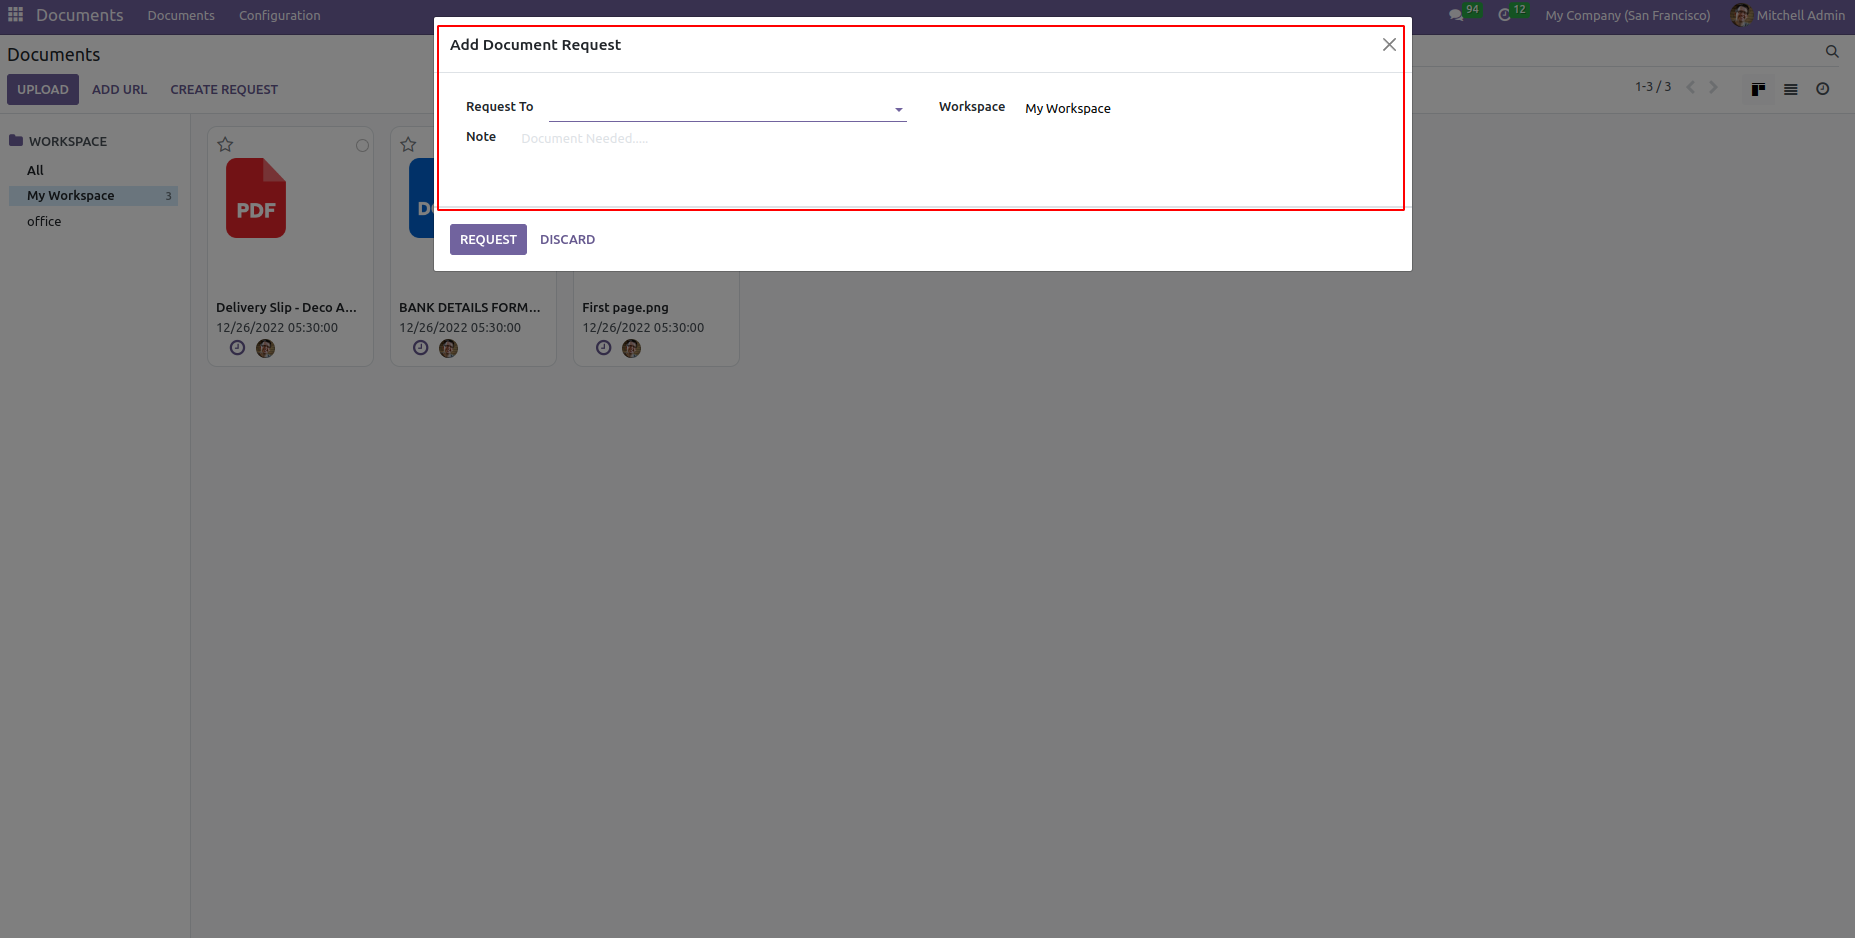 Documents Documents Configuration 94 12 My Company (San Francisco) Mitchell Admin
Add Document Request
Documents
UPLOAD ADD URL CREATE REQUEST 1-3 / 3
Request To Workspace My Workspace
Note Document Needed.....
WORKSPACE
All
My Workspace 3
office
PDF
REQUEST DISCARD
Delivery Slip - Deco A... BANK DETAILS FORM... First page.png
12/26/2022 05:30:00 12/26/2022 05:30:00 12/26/2022 05:30:00